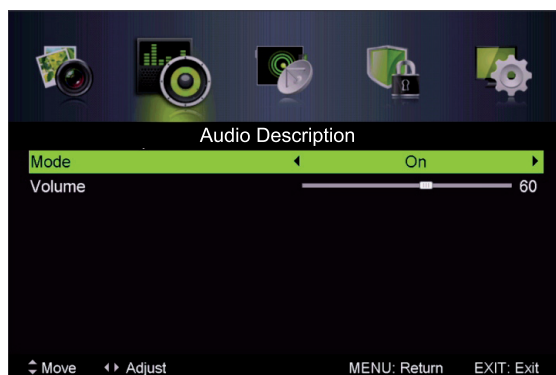 Audio Description
Mode On
Volume 60
Move Adjust MENU: Return EXIT: Exit